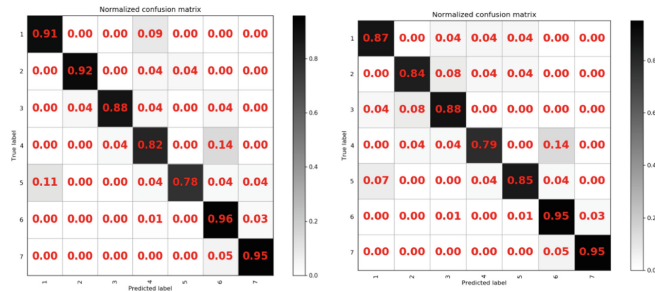 Normalized confusion matrix
1 0.91 0.00 0.00 0.09 0.00 0.00 0.00
2 0.00 0.92 0.00 0.04 0.04 0.00 0.00
3 0.00 0.04 0.88 0.04 0.00 0.04 0.00
4 0.00 0.00 0.04 0.82 0.00 0.14 0.00
5 0.11 0.00 0.00 0.04 0.78 0.04 0.04
6 0.00 0.00 0.00 0.01 0.00 0.96 0.03
7 0.00 0.00 0.00 0.00 0.00 0.05 0.95
1 2 3 4 5 6 7
True label
Predicted label
0.8
0.6
0.4
0.2
0.0
Normalized confusion matrix
1 0.87 0.00 0.04 0.04 0.04 0.00 0.00
2 0.00 0.84 0.08 0.04 0.00 0.04 0.00
3 0.04 0.08 0.88 0.00 0.00 0.00 0.00
4 0.00 0.04 0.04 0.79 0.00 0.14 0.00
5 0.07 0.00 0.00 0.04 0.85 0.04 0.00
6 0.00 0.00 0.01 0.00 0.01 0.95 0.03
7 0.00 0.00 0.00 0.00 0.00 0.05 0.95
1 2 3 4 5 6 7
True label
Predicted label
0.8
0.6
0.4
0.2
0.0